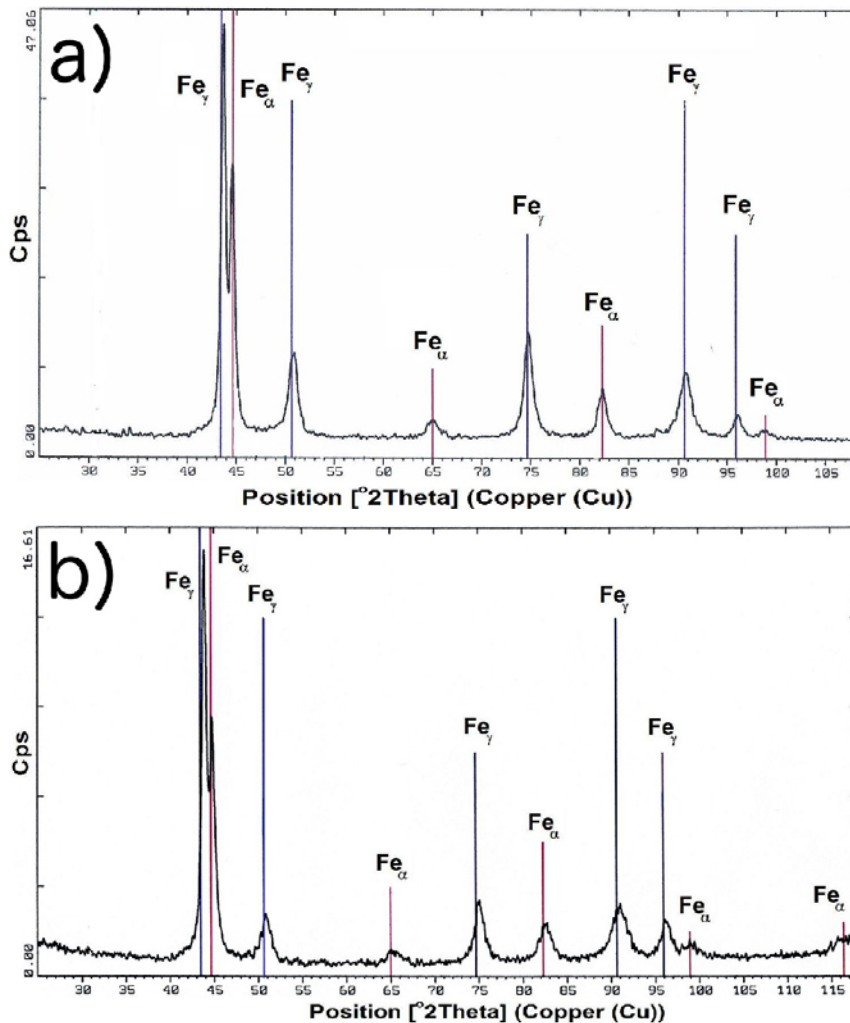 a)
47.06
Feγ Feα Feγ Feγ
Feγ Feγ
Feα Feα
Feα
Cps
0.00
30 35 40 45 50 55 60 65 70 75 80 85 90 95 100 105
Position [°2Theta] (Copper (Cu))
b)
16.61
Feγ Feα Feγ Feγ
Feγ Feγ
Feα Feα
Feα Feα
Cps
0.00
30 35 40 45 50 55 60 65 70 75 80 85 90 95 100 105 110 115
Position [°2Theta] (Copper (Cu))